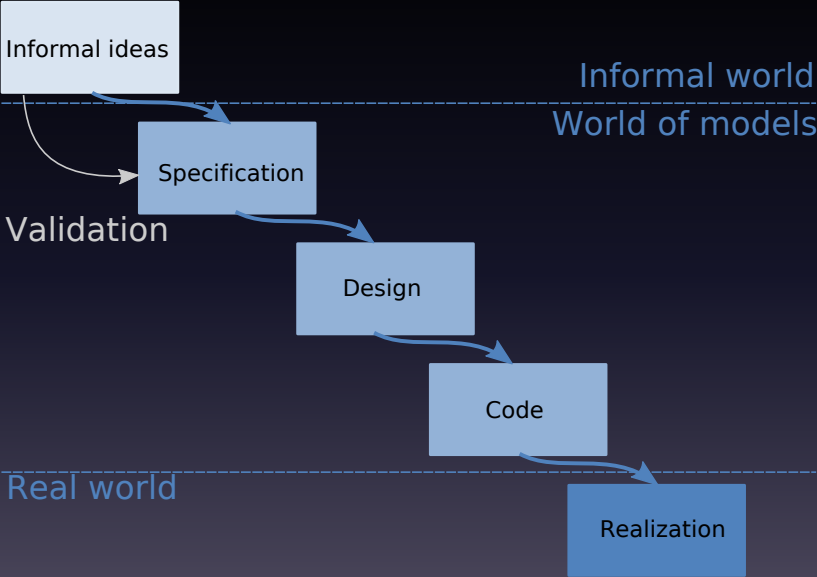 Informal ideas
Informal world
World of models
Specification
Validation
Design
Code
Real world
Realization